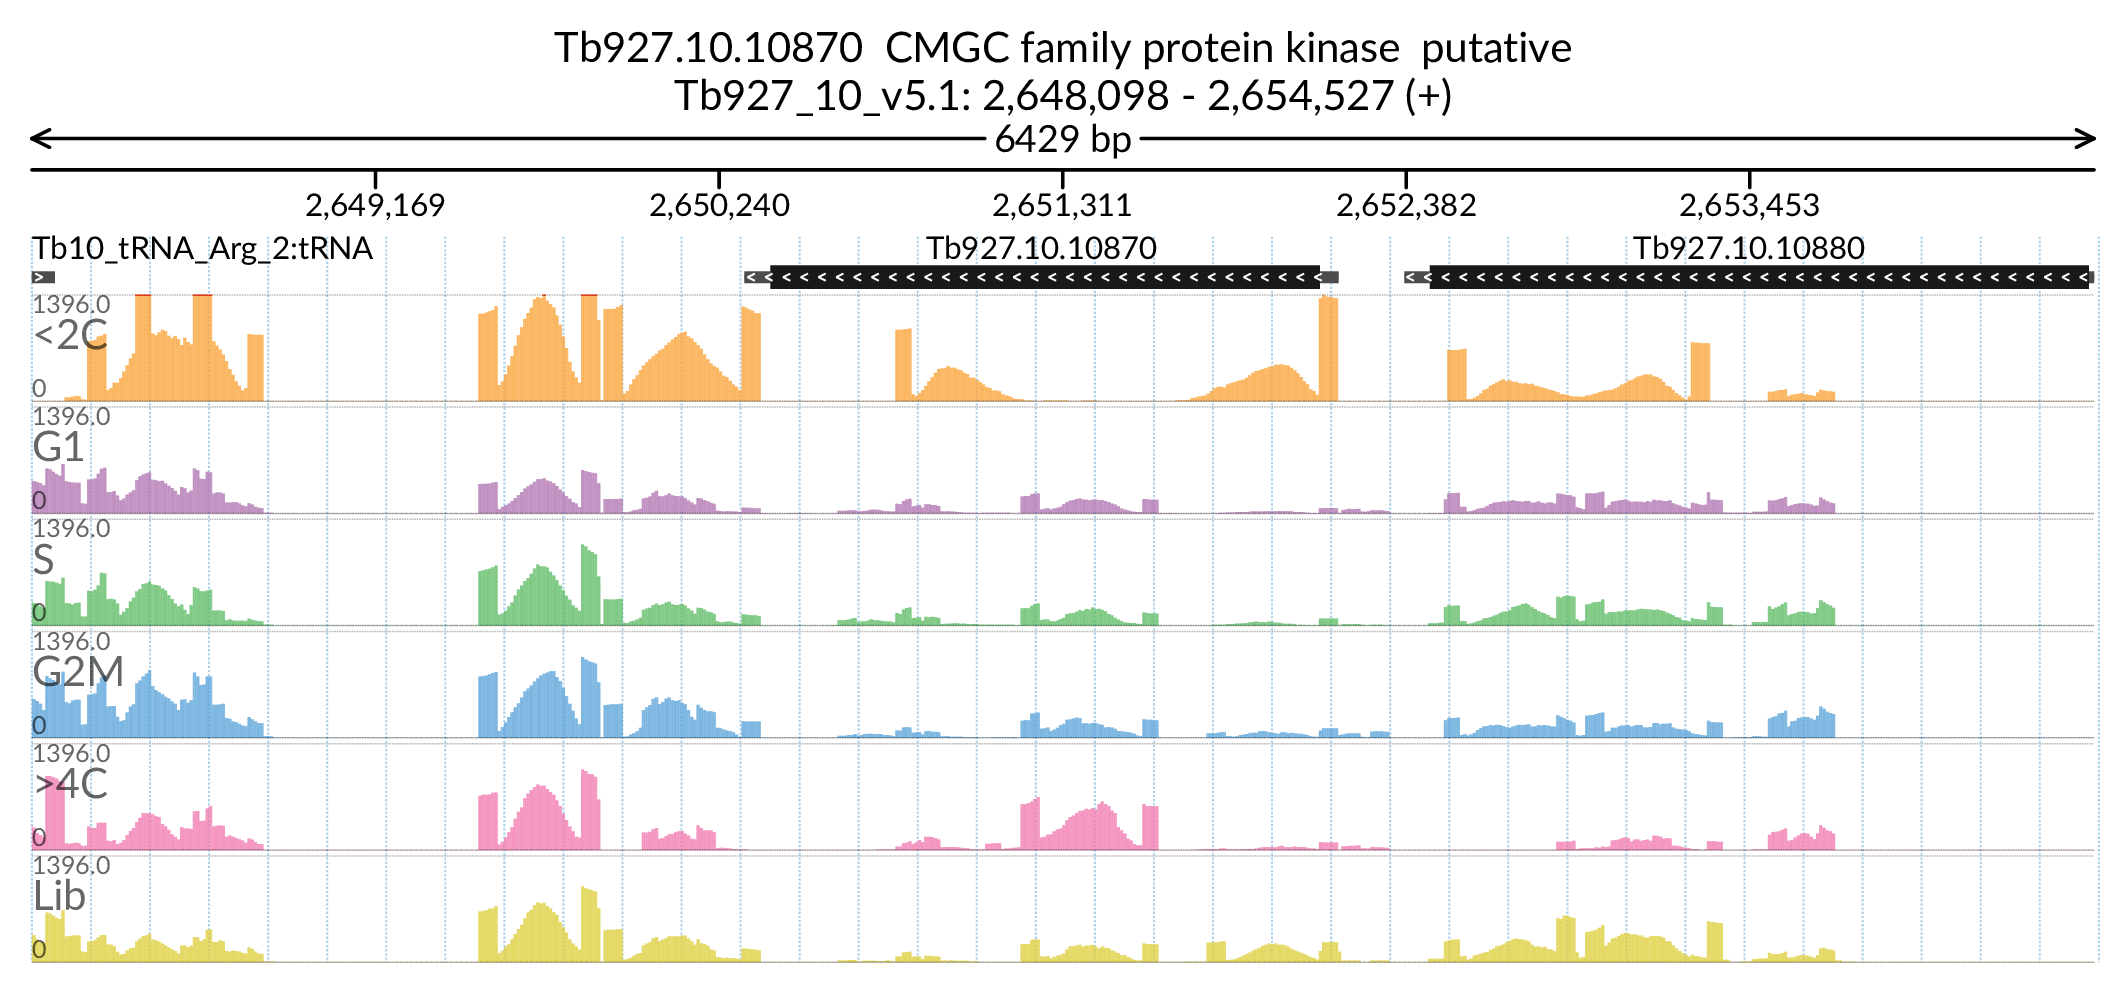 Tb927.10.10870  CMGC family protein kinase  putative
Tb927_10_v5.1: 2,648,098 - 2,654,527 (+)
6429 bp
2,649,169 2,650,240 2,651,311 2,652,382 2,653,453
Tb10_tRNA_Arg_2:tRNA Tb927.10.10870 Tb927.10.10880
1396.0
<2C
0
1396.0
G1
0
1396.0
S
0
1396.0
G2M
0
1396.0
>4C
0
1396.0
Lib
0